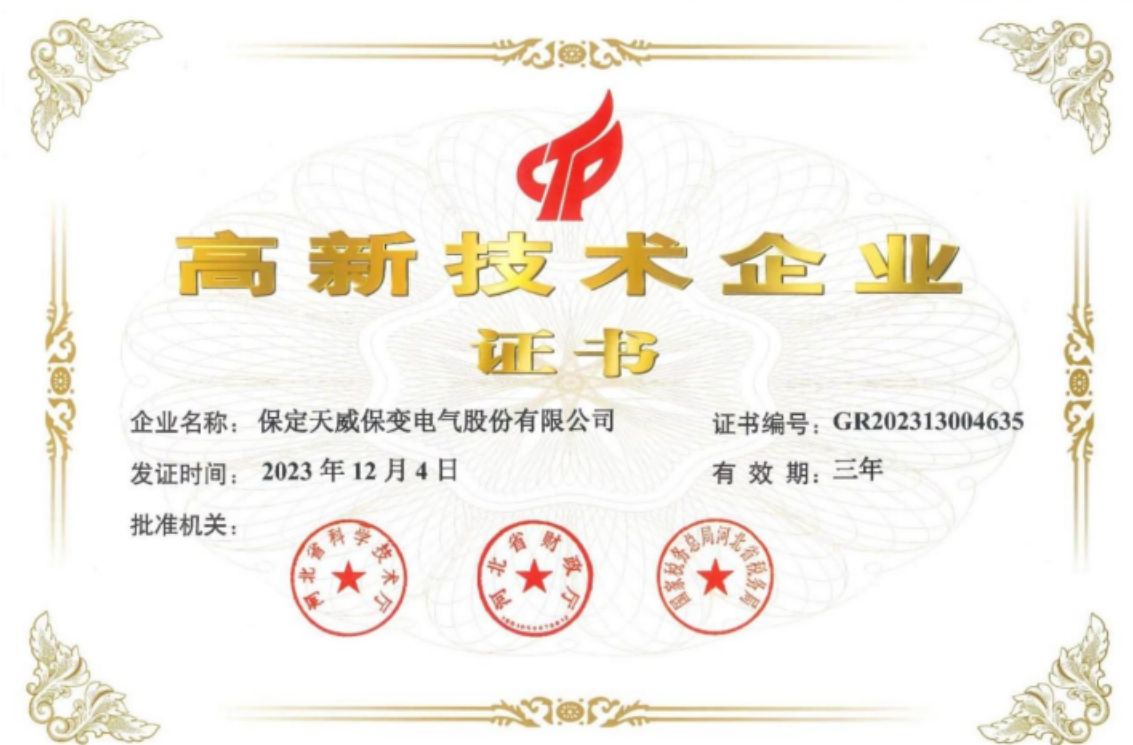 高新技术企业
证书
企业名称：保定天威保变电气股份有限公司
证书编号：GR202313004635
发证时间：2023年12月4日
有效期：三年
批准机关：
河北省科学技术厅
河北省财政厅
国家税务总局河北省税务局